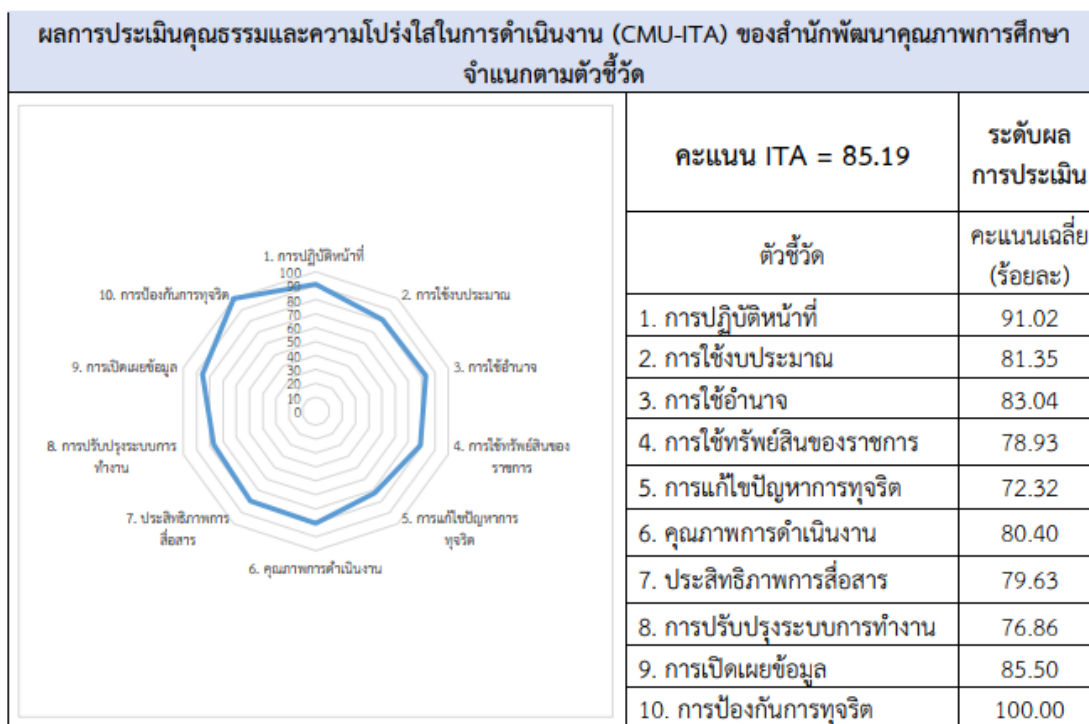 ผลการประเมินคุณธรรมและความโปร่งใสในการดำเนินงาน (CMU-ITA) ของสำนักพัฒนาคุณภาพการศึกษา
จำแนกตามตัวชี้วัด
1. การปฏิบัติหน้าที่
2. การใช้งบประมาณ
3. การใช้อำนาจ
4. การใช้ทรัพย์สินของ
ราชการ
5. การแก้ไขปัญหาการ
ทุจริต
6. คุณภาพการดำเนินงาน
7. ประสิทธิภาพการ
สื่อสาร
8. การปรับปรุงระบบการ
ทำงาน
9. การเปิดเผยข้อมูล
10. การป้องกันการทุจริต
100
90
80
70
60
50
40
30
20
10
0
คะแนน ITA = 85.19
ระดับผล
การประเมิน
ตัวชี้วัด
คะแนนเฉลี่ย
(ร้อยละ)
1. การปฏิบัติหน้าที่ 91.02
2. การใช้งบประมาณ 81.35
3. การใช้อำนาจ 83.04
4. การใช้ทรัพย์สินของราชการ 78.93
5. การแก้ไขปัญหาการทุจริต 72.32
6. คุณภาพการดำเนินงาน 80.40
7. ประสิทธิภาพการสื่อสาร 79.63
8. การปรับปรุงระบบการทำงาน 76.86
9. การเปิดเผยข้อมูล 85.50
10. การป้องกันการทุจริต 100.00